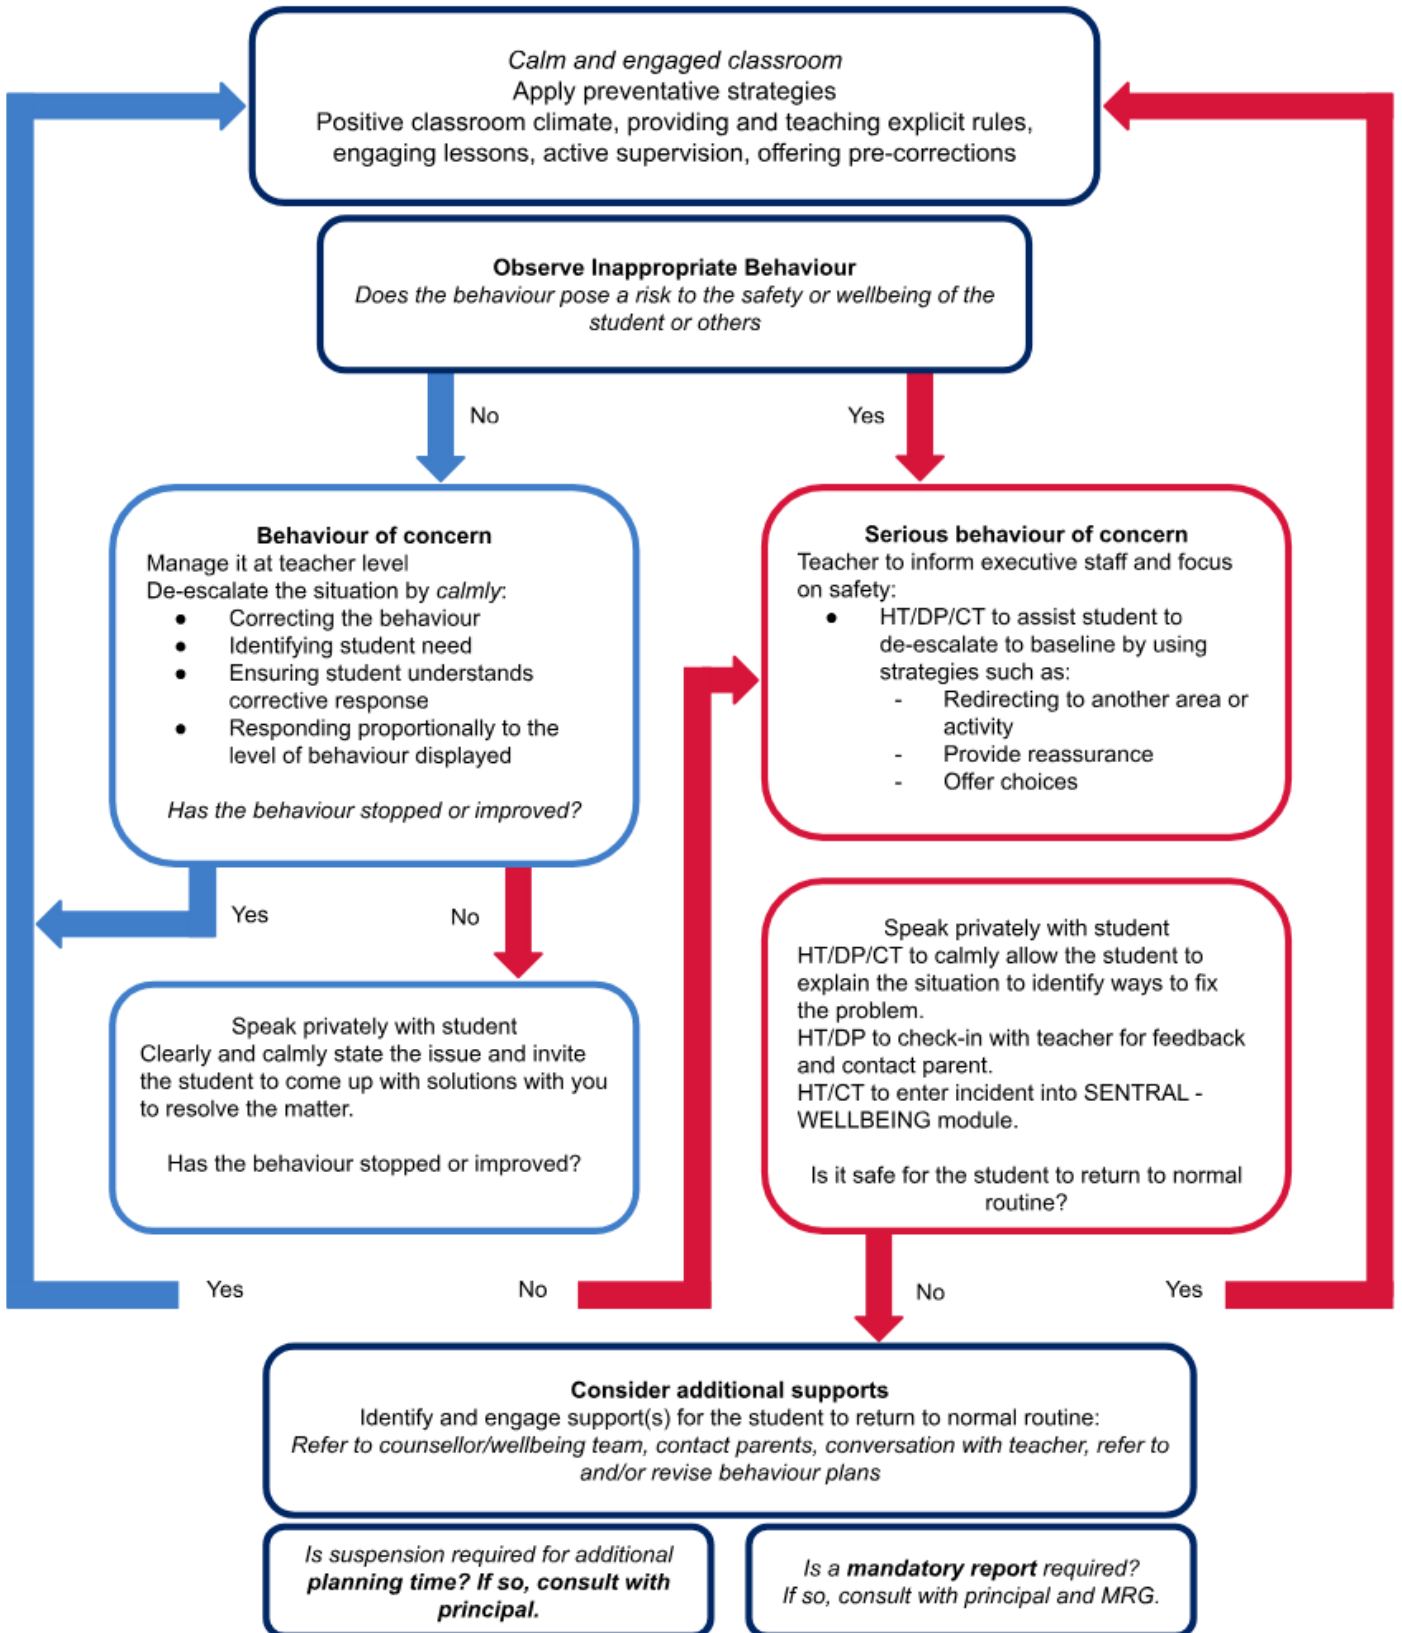 Calm and engaged classroom
Apply preventative strategies
Positive classroom climate, providing and teaching explicit rules,
engaging lessons, active supervision, offering pre-corrections
Observe Inappropriate Behaviour
Does the behaviour pose a risk to the safety or wellbeing of the
student or others
No
Yes
Behaviour of concern
Manage it at teacher level
De-escalate the situation by calmly:
● Correcting the behaviour
● Identifying student need
● Ensuring student understands
corrective response
● Responding proportionally to the
level of behaviour displayed
Has the behaviour stopped or improved?
Serious behaviour of concern
Teacher to inform executive staff and focus
on safety:
● HT/DP/CT to assist student to
de-escalate to baseline by using
strategies such as:
- Redirecting to another area or
activity
- Provide reassurance
- Offer choices
Yes
No
Speak privately with student
Clearly and calmly state the issue and invite
the student to come up with solutions with you
to resolve the matter.
Has the behaviour stopped or improved?
Speak privately with student
HT/DP/CT to calmly allow the student to
explain the situation to identify ways to fix
the problem.
HT/DP to check-in with teacher for feedback
and contact parent.
HT/CT to enter incident into SENTRAL -
WELLBEING module.
Is it safe for the student to return to normal
routine?
Yes
No
No
Yes
Consider additional supports
Identify and engage support(s) for the student to return to normal routine:
Refer to counsellor/wellbeing team, contact parents, conversation with teacher, refer to
and/or revise behaviour plans
Is suspension required for additional
planning time? If so, consult with
principal.
Is a mandatory report required?
If so, consult with principal and MRG.